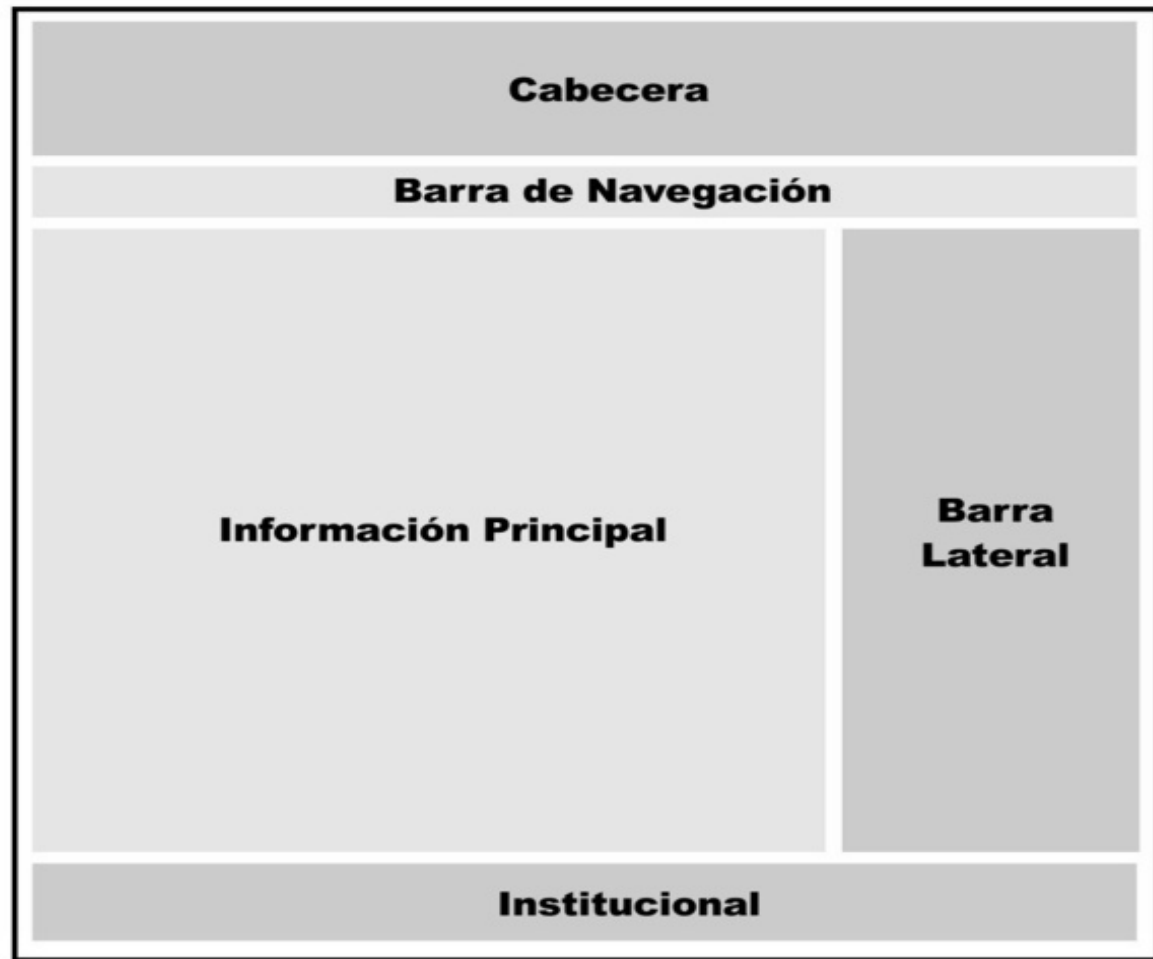 Cabecera
Barra de Navegación
Información Principal
Barra
Lateral
Institucional